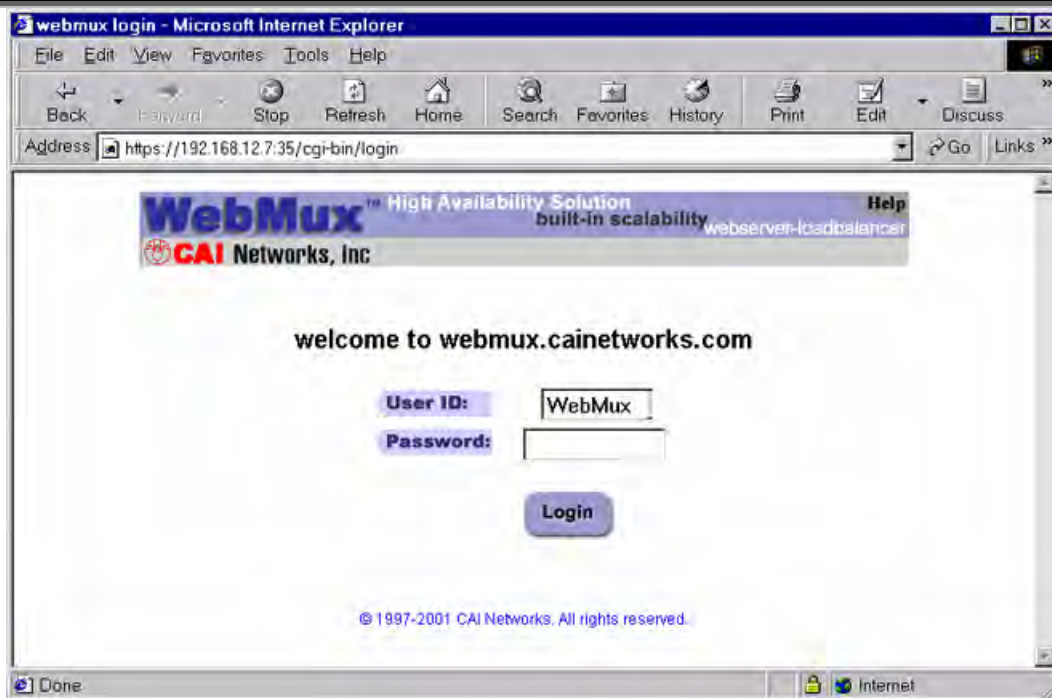 webmux login - Microsoft Internet Explorer
File Edit View Favorites Tools Help
Back Forward Stop Refresh Home Search Favorites History Print Edit Discuss »
Address https://192.168.12.7:35/cgi-bin/login Go Links »
WebMux™ High Availability Solution Help
built-in scalability
webserver-loadbalancer
CAI Networks, Inc
welcome to webmux.cainetworks.com
User ID: WebMux
Password:
Login
© 1997-2001 CAI Networks. All rights reserved.
Done Internet